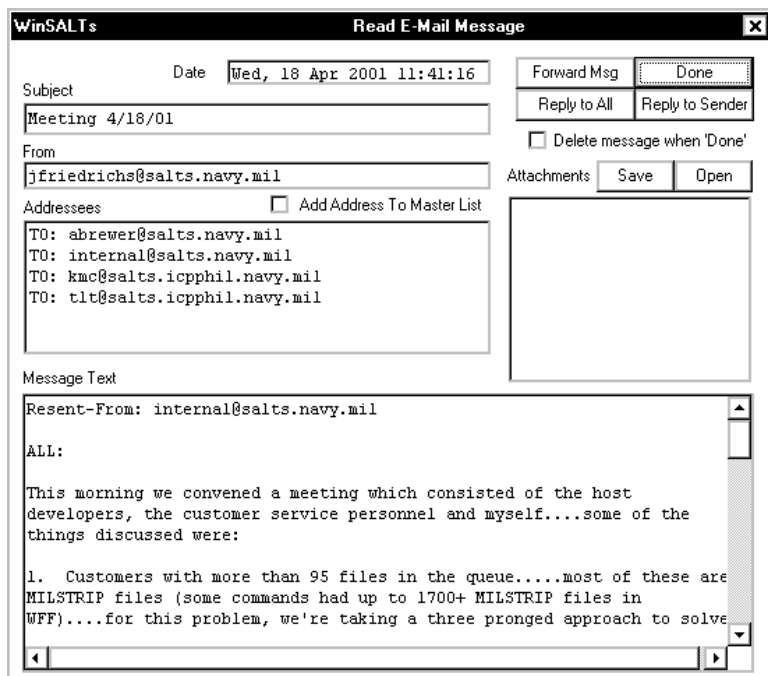 WinSALTs Read E-Mail Message
Date Wed, 18 Apr 2001 11:41:16
Forward Msg Done
Subject
Reply to All Reply to Sender
Meeting 4/18/01
Delete message when 'Done'
From
jfriedrichs@salts.navy.mil
Attachments Save Open
Addressees Add Address To Master List
TO: abrewer@salts.navy.mil
TO: internal@salts.navy.mil
TO: kmc@salts.icpphil.navy.mil
TO: tlt@salts.icpphil.navy.mil
Message Text
Resent-From: internal@salts.navy.mil
ALL:
This morning we convened a meeting which consisted of the host
developers, the customer service personnel and myself....some of the
things discussed were:
1. Customers with more than 95 files in the queue.....most of these are
MILSTRIP files (some commands had up to 1700+ MILSTRIP files in
WFF)....for this problem, we're taking a three pronged approach to solve